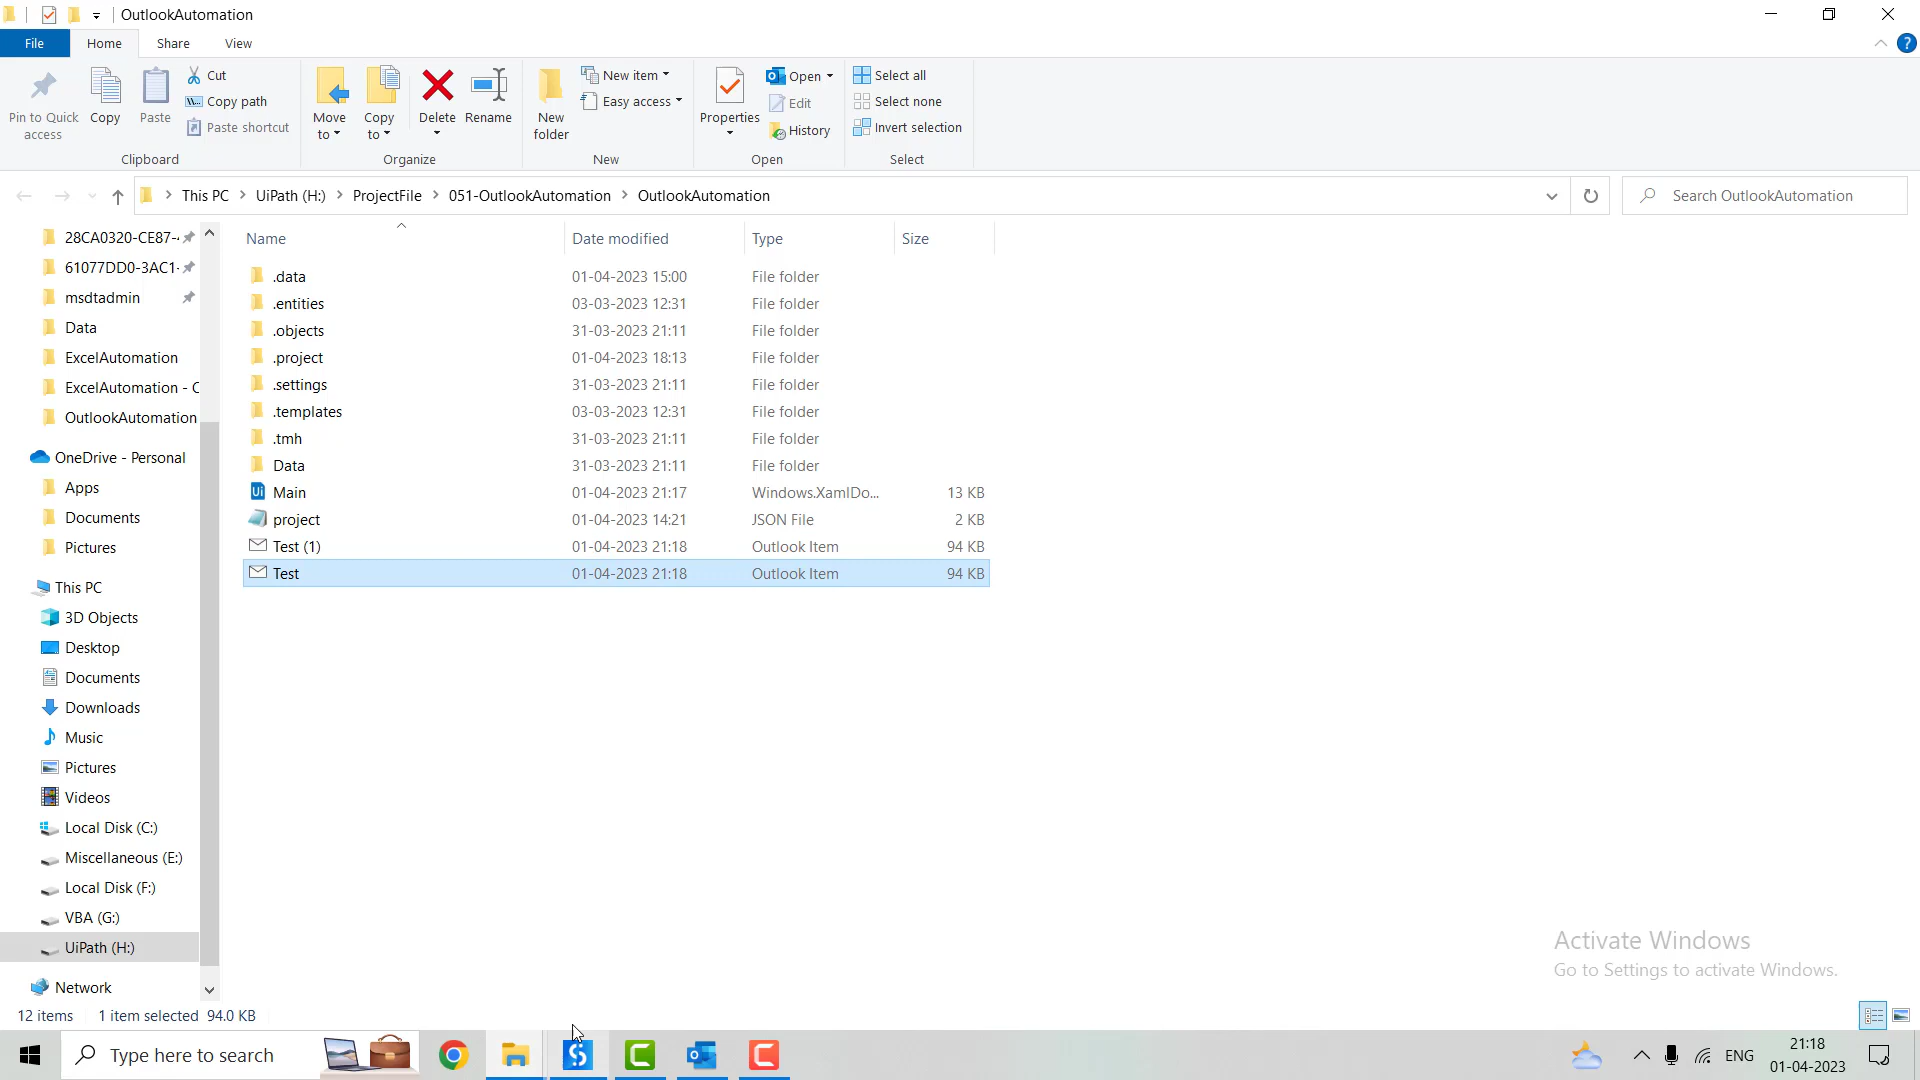 OutlookAutomation
File Home Share View
Pin to Quick access
Copy
Paste
Cut
Copy path
Paste shortcut
Clipboard
Move to
Copy to
Delete
Rename
Organize
New folder
New item
Easy access
New
Properties
Open
Edit
History
Open
Select all
Select none
Invert selection
Select
This PC UiPath (H:) ProjectFile 051-OutlookAutomation OutlookAutomation
Search OutlookAutomation
28CA0320-CE87-
61077DD0-3AC1-
msdtadmin
Data
ExcelAutomation
ExcelAutomation - C
OutlookAutomation
OneDrive - Personal
Apps
Documents
Pictures
This PC
3D Objects
Desktop
Documents
Downloads
Music
Pictures
Videos
Local Disk (C:)
Miscellaneous (E:)
Local Disk (F:)
VBA (G:)
UiPath (H:)
Network
Name Date modified Type Size
.data 01-04-2023 15:00 File folder
.entities 03-03-2023 12:31 File folder
.objects 31-03-2023 21:11 File folder
.project 01-04-2023 18:13 File folder
.settings 31-03-2023 21:11 File folder
.templates 03-03-2023 12:31 File folder
.tmh 31-03-2023 21:11 File folder
Data 31-03-2023 21:11 File folder
Main 01-04-2023 21:17 Windows.XamlDo... 13 KB
project 01-04-2023 14:21 JSON File 2 KB
Test (1) 01-04-2023 21:18 Outlook Item 94 KB
Test 01-04-2023 21:18 Outlook Item 94 KB
Activate Windows
Go to Settings to activate Windows.
12 items 1 item selected 94.0 KB
Type here to search
ENG
21:18
01-04-2023